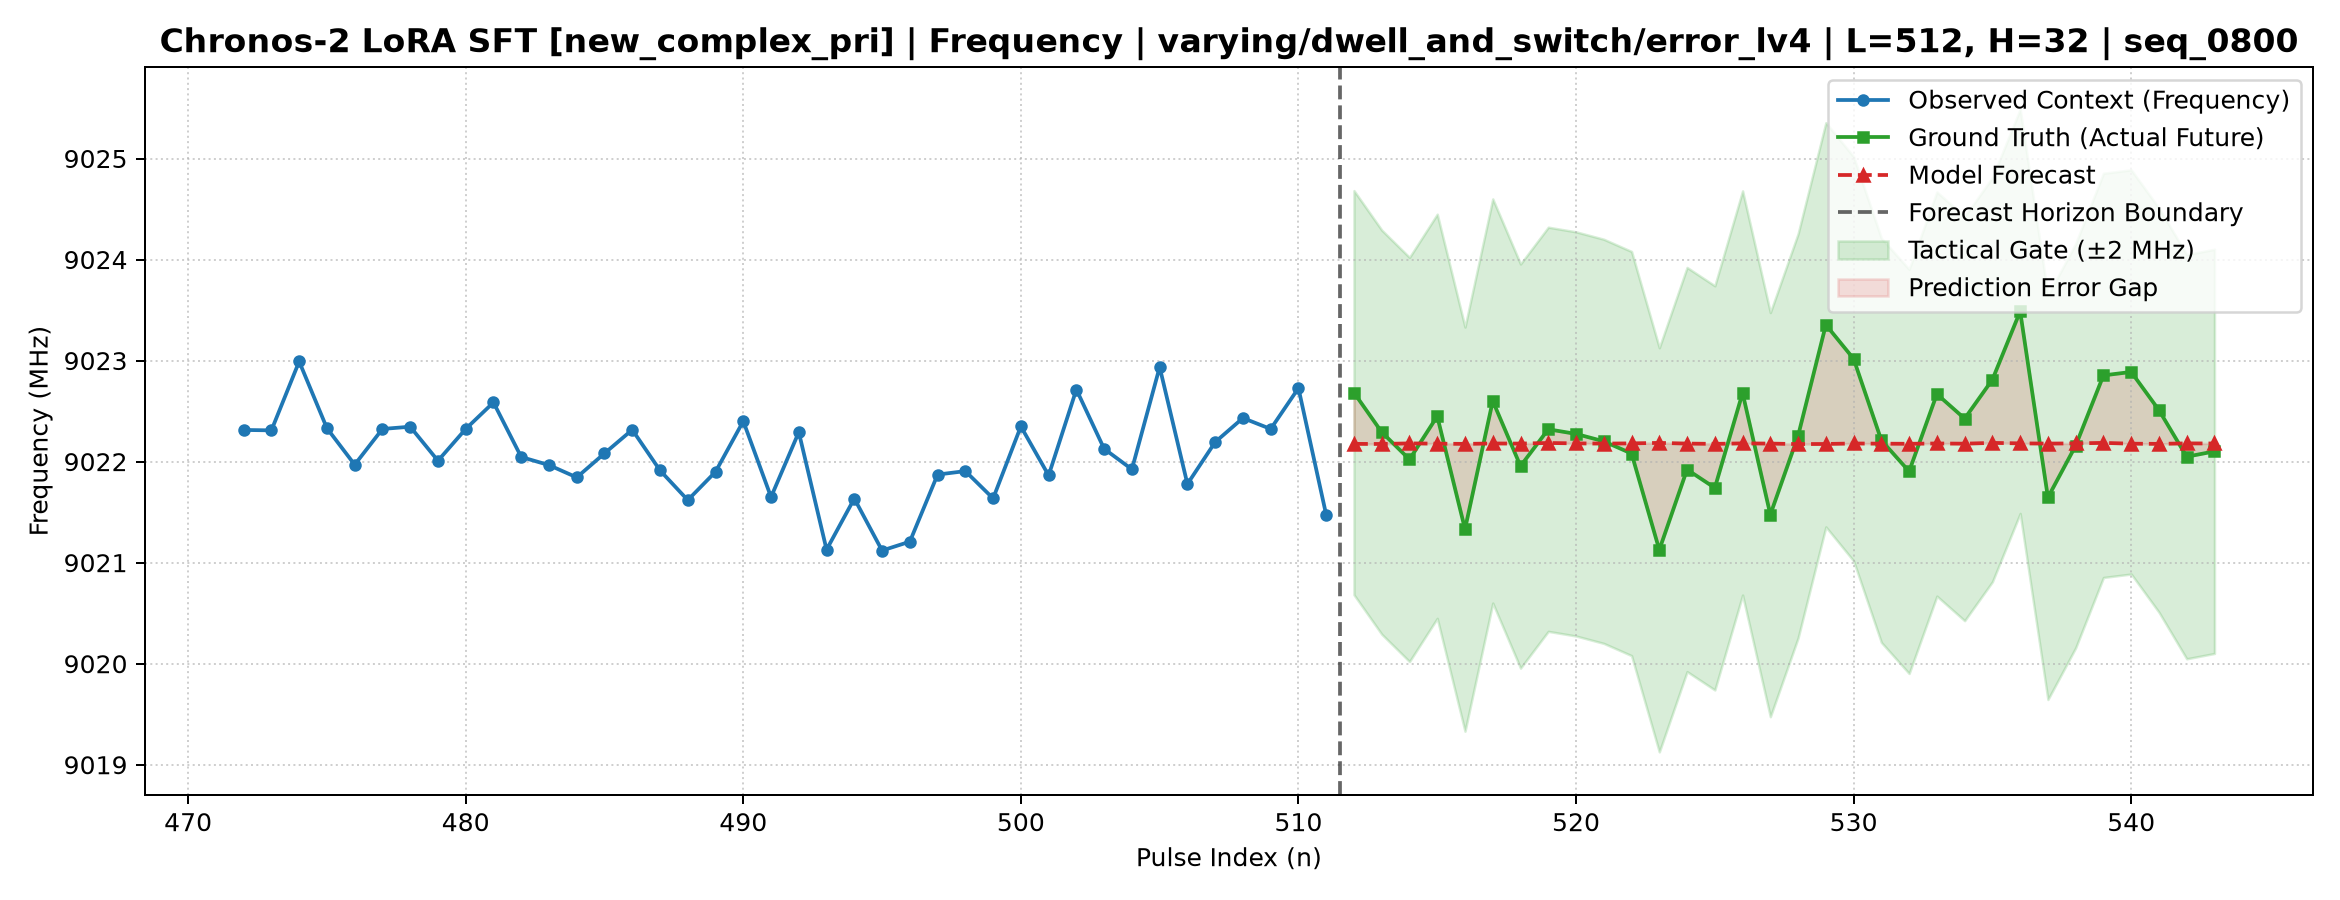 Chronos-2 LoRA SFT [new_complex_pri] | Frequency | varying/dwell_and_switch/error_lv4 | L=512, H=32 | seq_0800
Observed Context (Frequency)
Ground Truth (Actual Future)
Model Forecast
Forecast Horizon Boundary
Tactical Gate (±2 MHz)
Prediction Error Gap
Frequency (MHz)
9025
9024
9023
9022
9021
9020
9019
470 480 490 500 510 520 530 540
Pulse Index (n)